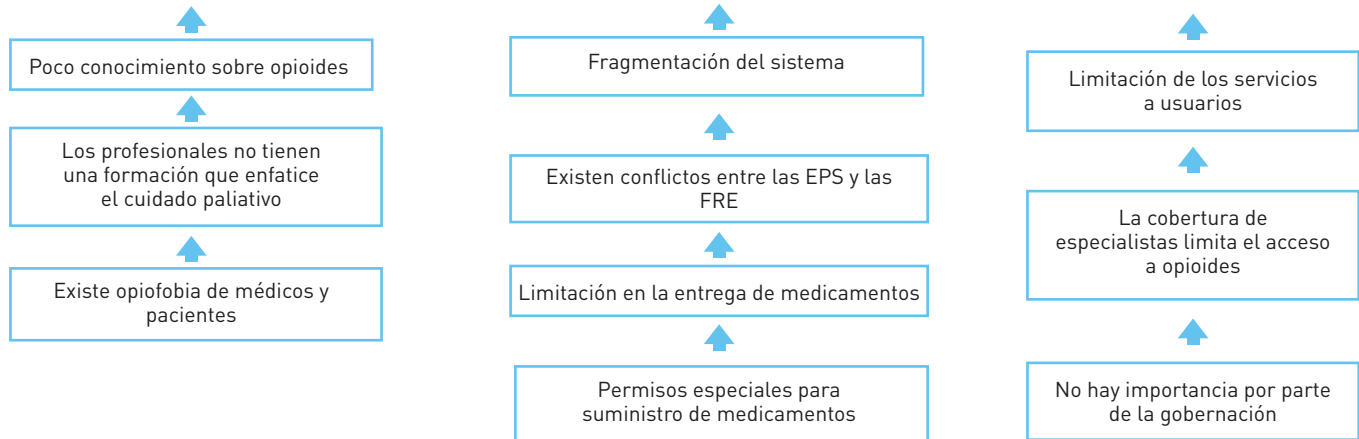 Poco conocimiento sobre opioides
Los profesionales no tienen
una formación que enfatice
el cuidado paliativo
Existe opiofobia de médicos y
pacientes
Fragmentación del sistema
Existen conflictos entre las EPS y las
FRE
Limitación en la entrega de medicamentos
Permisos especiales para
suministro de medicamentos
Limitación de los servicios
a usuarios
La cobertura de
especialistas limita el acceso
a opioides
No hay importancia por parte
de la gobernación